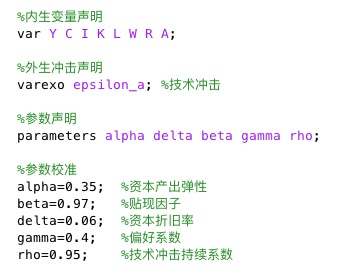 %内生变量声明
var Y C I K L W R A;
%外生冲击声明
varexo epsilon_a; %技术冲击
%参数声明
parameters alpha delta beta gamma rho;
%参数校准
alpha=0.35; %资本产出弹性
beta=0.97; %贴现因子
delta=0.06; %资本折旧率
gamma=0.4; %偏好系数
rho=0.95; %技术冲击持续系数